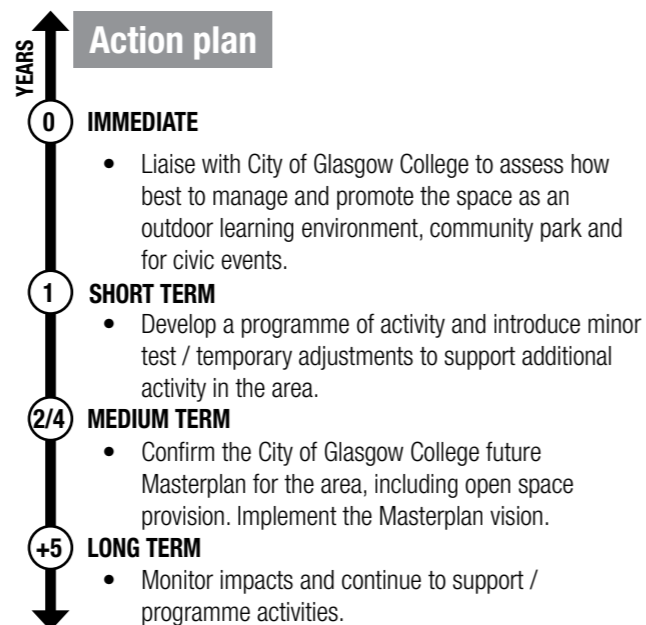 Action plan
YEARS
0 IMMEDIATE
• Liaise with City of Glasgow College to assess how
best to manage and promote the space as an
outdoor learning environment, community park and
for civic events.
1 SHORT TERM
• Develop a programme of activity and introduce minor
test / temporary adjustments to support additional
activity in the area.
2/4 MEDIUM TERM
• Confirm the City of Glasgow College future
Masterplan for the area, including open space
provision. Implement the Masterplan vision.
+5 LONG TERM
• Monitor impacts and continue to support /
programme activities.